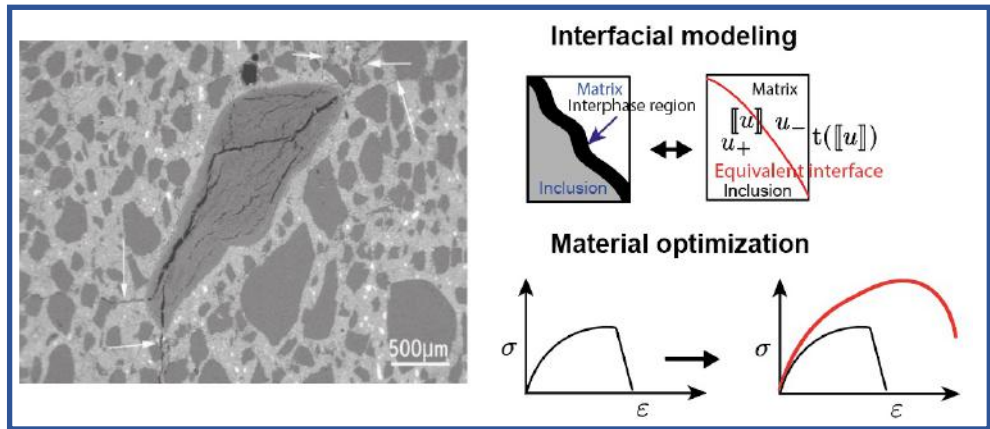 500μm
Interfacial modeling
Matrix
Interphase region
Inclusion
Matrix
⟦u⟧ u₋
u₊
t(⟦u⟧)
Equivalent interface
Inclusion
Material optimization
σ
ε
σ
ε